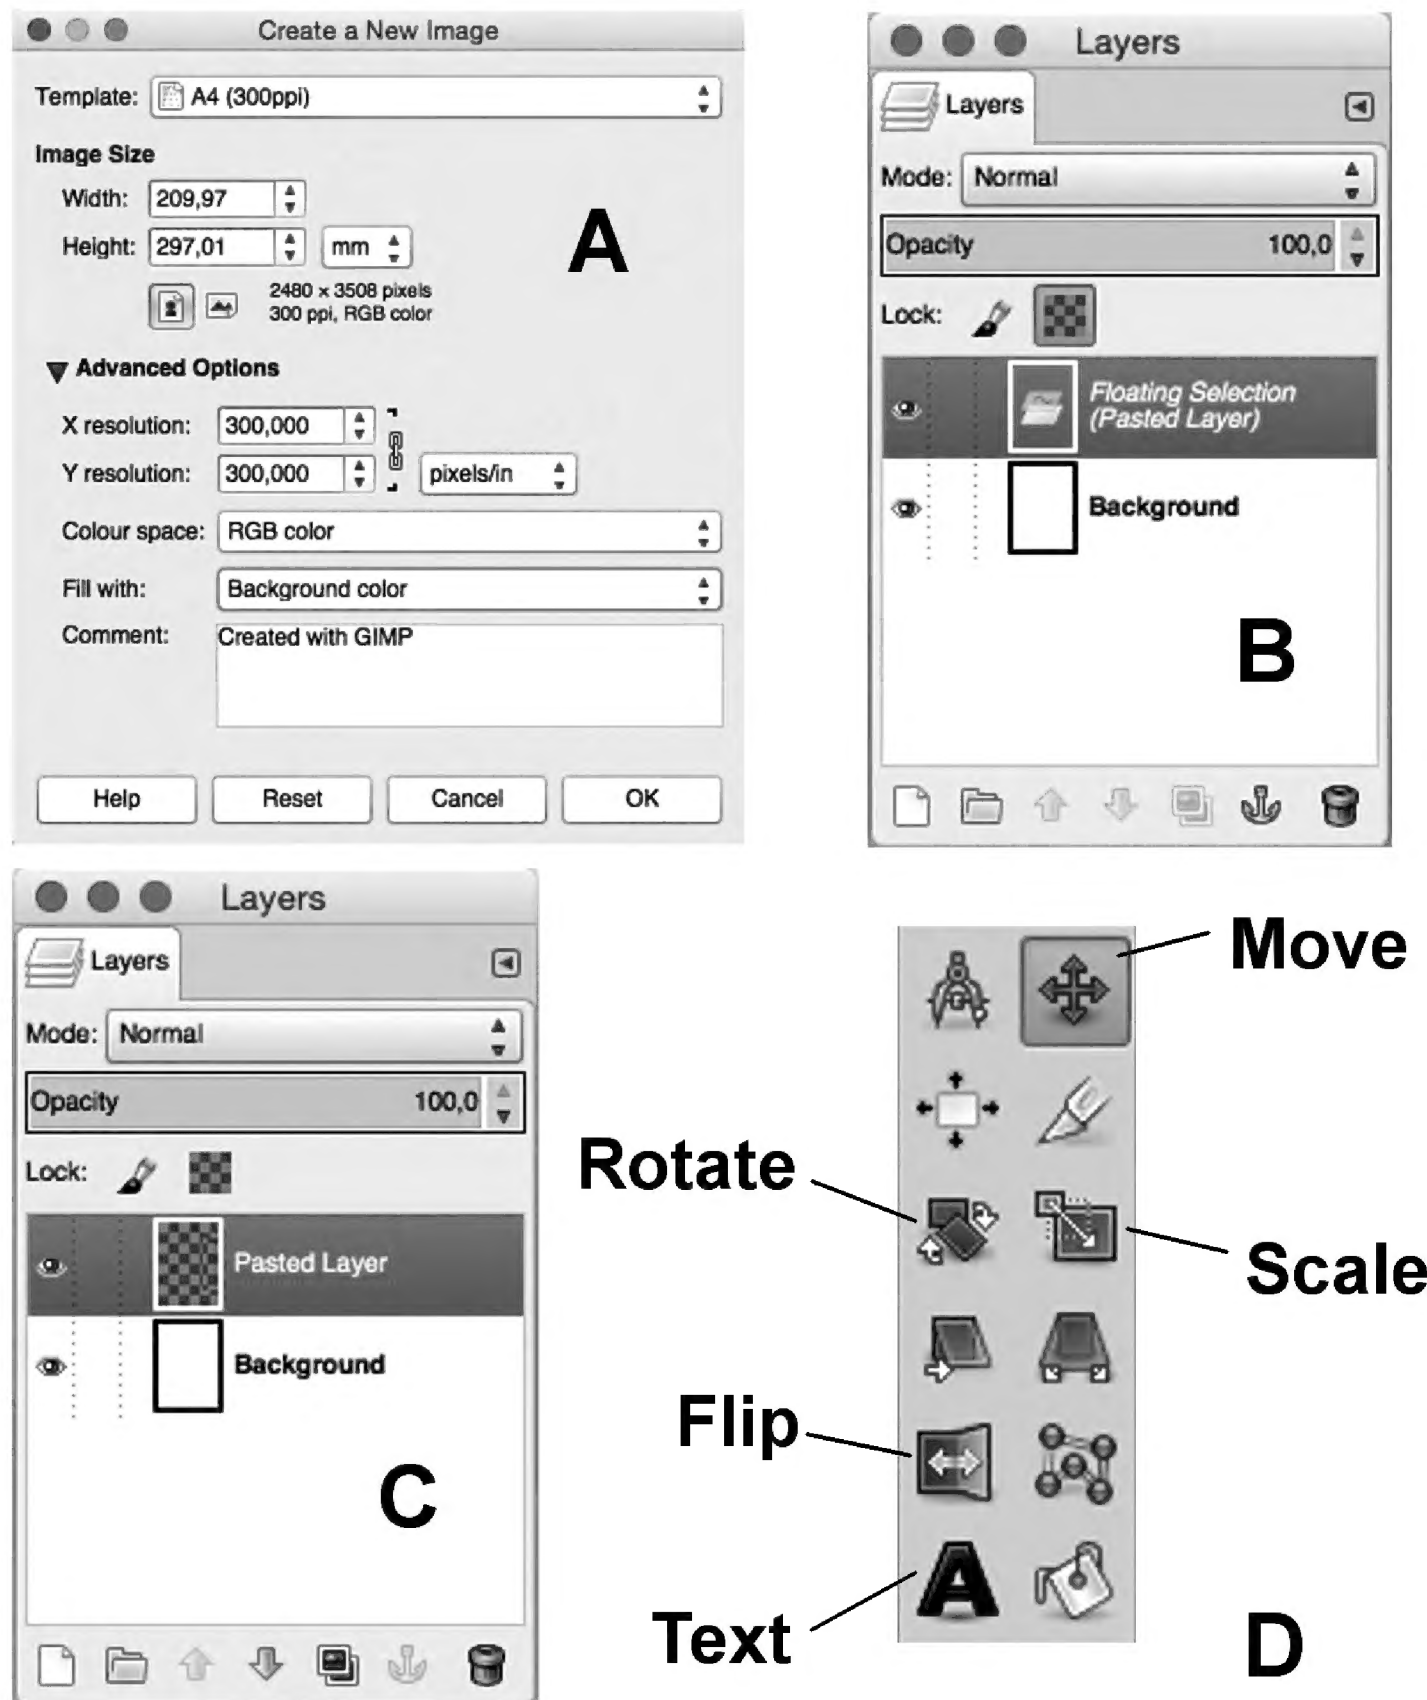 Create a New Image
Template: A4 (300ppi)
Image Size
Width: 209,97
Height: 297,01 mm
2480 × 3508 pixels
300 ppi, RGB color
Advanced Options
X resolution: 300,000
Y resolution: 300,000 pixels/in
Colour space: RGB color
Fill with: Background color
Comment: Created with GIMP
Help Reset Cancel OK
A
Layers
Layers
Mode: Normal
Opacity 100,0
Lock:
Floating Selection
(Pasted Layer)
Background
B
Layers
Layers
Mode: Normal
Opacity 100,0
Lock:
Pasted Layer
Background
C
Move
Rotate
Scale
Flip
Text
D